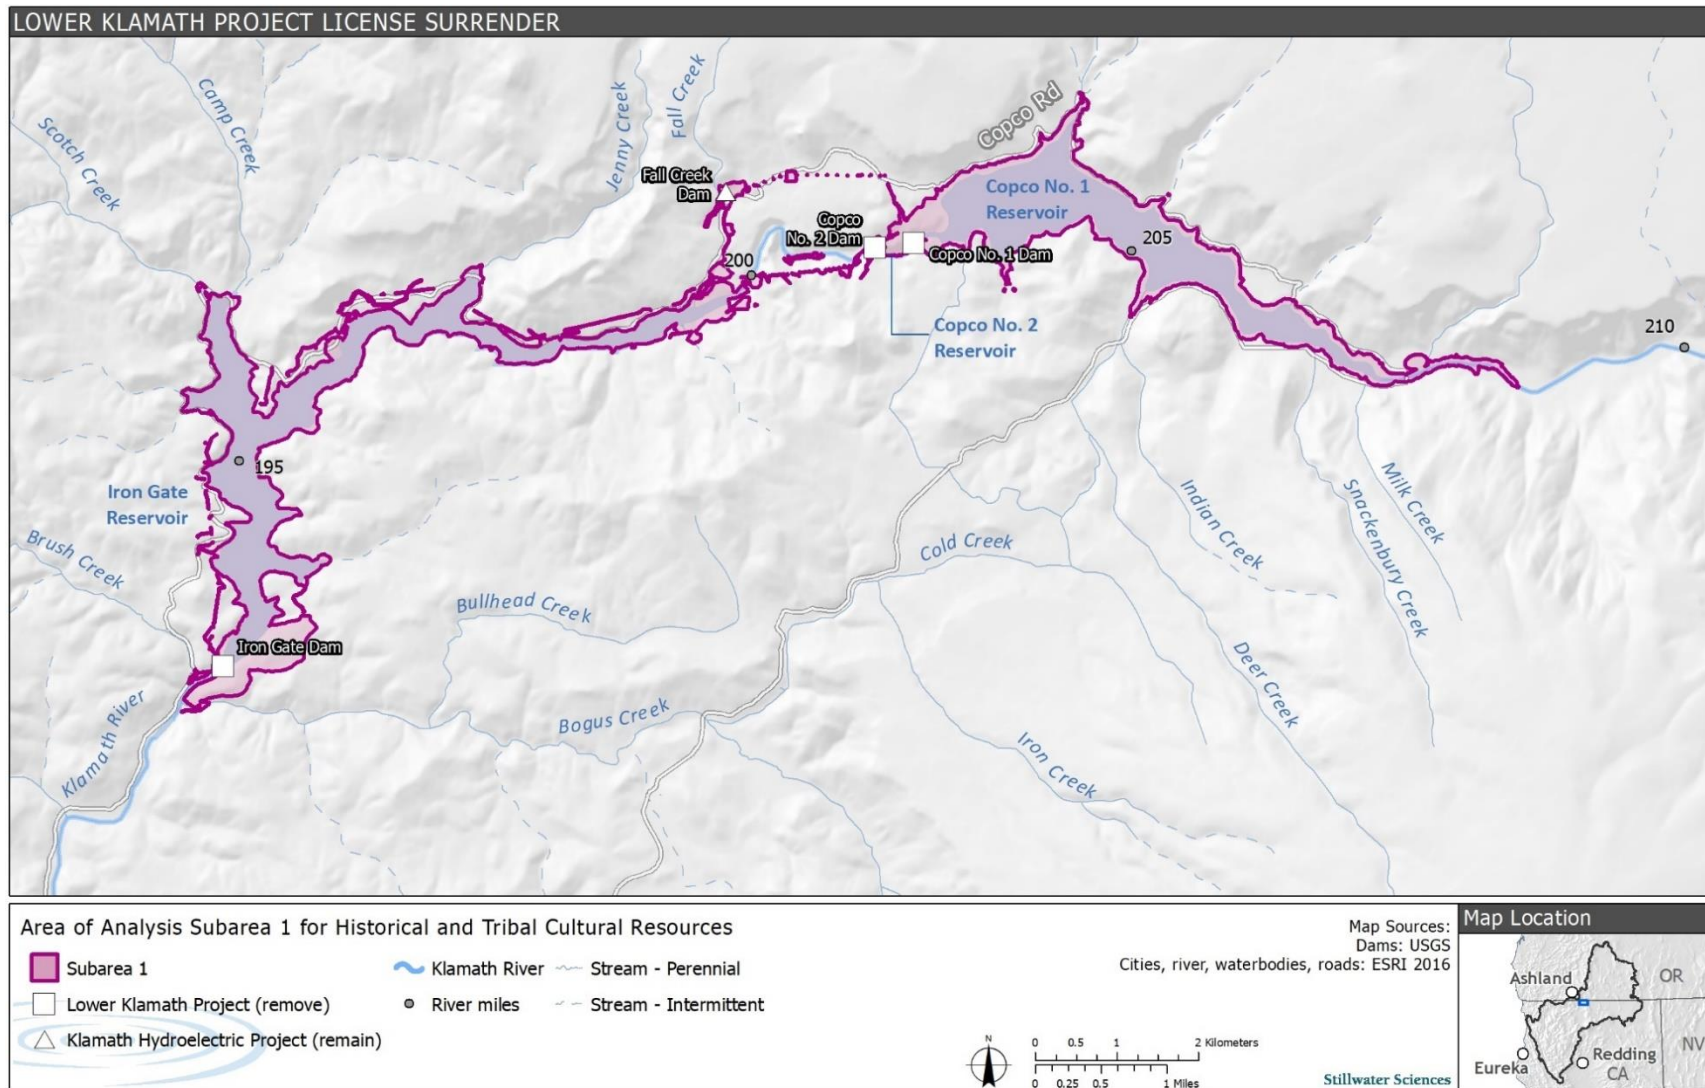 LOWER KLAMATH PROJECT LICENSE SURRENDER
Camp Creek
Scotch Creek
Jenny Creek
Fall Creek
Copco Rd
Fall Creek
Dam
Copco No. 1
Reservoir
Copco
No. 2 Dam
Copco No. 1 Dam
200
205
210
Copco No. 2
Reservoir
195
Iron Gate
Reservoir
Brush Creek
Bullhead Creek
Cold Creek
Indian Creek
Snackenbury Creek
Milk Creek
Iron Gate Dam
Klamath River
Bogus Creek
Deer Creek
Iron Creek
Area of Analysis Subarea 1 for Historical and Tribal Cultural Resources
Subarea 1
Lower Klamath Project (remove)
Klamath Hydroelectric Project (remain)
Klamath River
River miles
Stream - Perennial
Stream - Intermittent
Map Sources:
Dams: USGS
Cities, river, waterbodies, roads: ESRI 2016
N
0 0.5 1 2 Kilometers
0 0.25 0.5 1 Miles
Stillwater Sciences
Map Location
Ashland
OR
Eureka
Redding
CA
NV